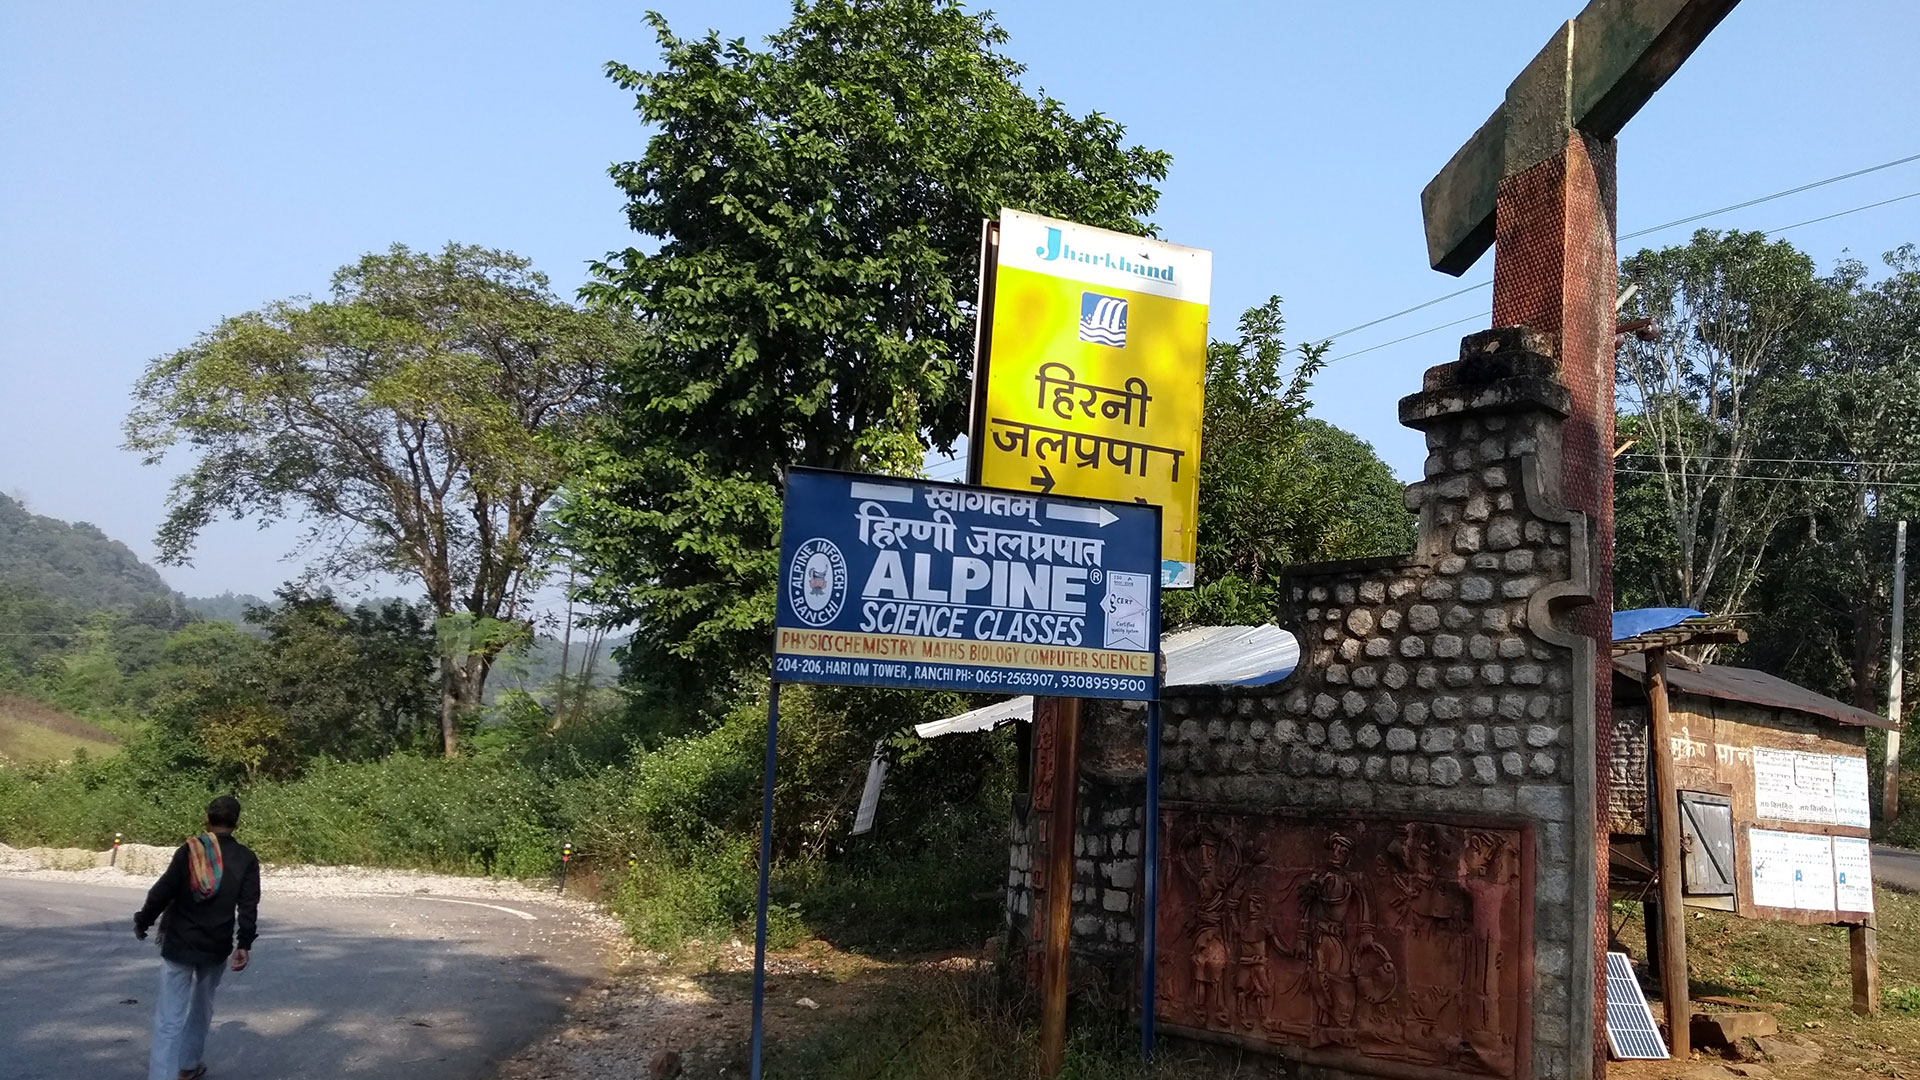 Jharkhand
हिरनी
जलप्रपा
स्वागतम्
हिरणी जलप्रपात
ALPINE®
SCIENCE CLASSES
ALPINE INFOTECH
RANCHI
CERT
Certified
quality system
PHYSICS CHEMISTRY MATHS BIOLOGY COMPUTER SCIENCE
204-206, HARI OM TOWER, RANCHI PH:- 0651-2563907, 9308959500